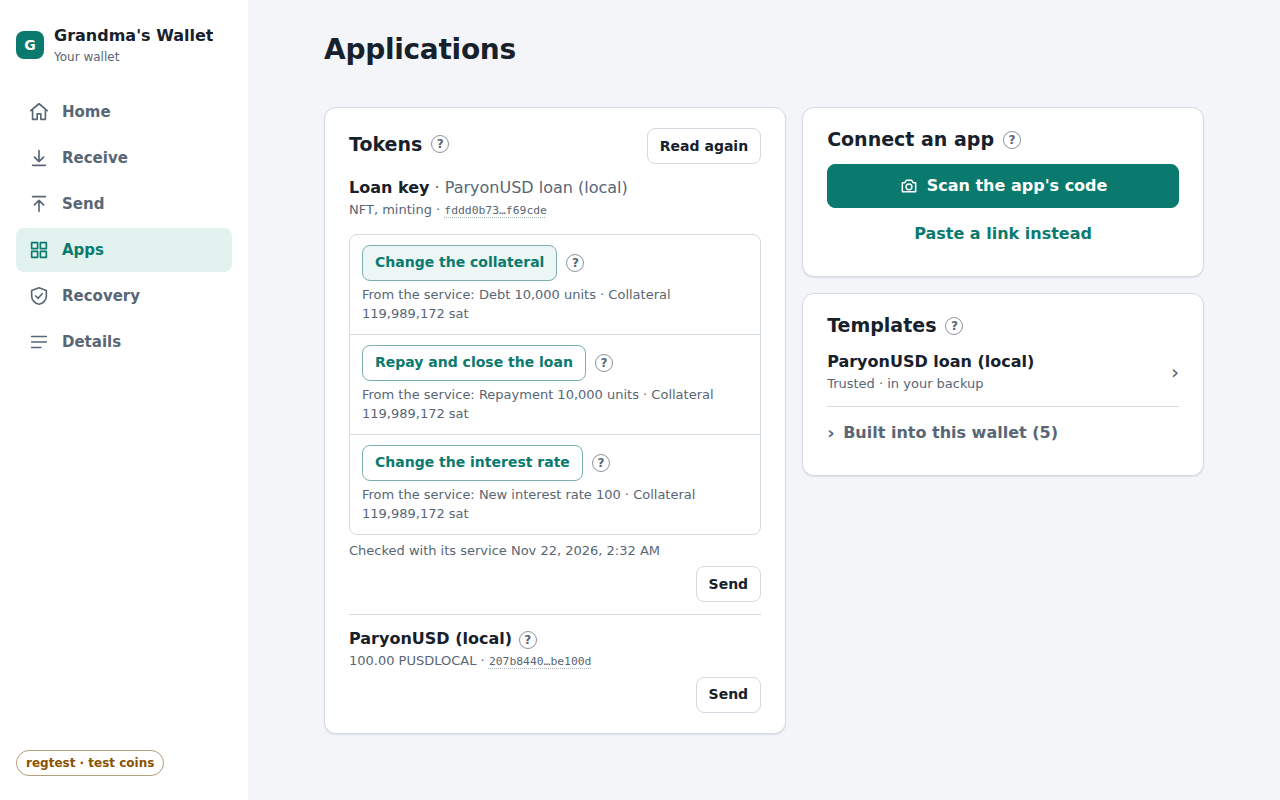 G
Grandma's Wallet
Your wallet
Home
Receive
Send
Apps
Recovery
Details
regtest · test coins
Applications
Tokens ?
Read again
Loan key · ParyonUSD loan (local)
NFT, minting · fddd0b73…f69cde
Change the collateral ?
From the service: Debt 10,000 units · Collateral
119,989,172 sat
Repay and close the loan ?
From the service: Repayment 10,000 units · Collateral
119,989,172 sat
Change the interest rate ?
From the service: New interest rate 100 · Collateral
119,989,172 sat
Checked with its service Nov 22, 2026, 2:32 AM
Send
ParyonUSD (local) ?
100.00 PUSDLOCAL · 207b8440…be100d
Send
Connect an app ?
Scan the app's code
Paste a link instead
Templates ?
ParyonUSD loan (local)
Trusted · in your backup
›
› Built into this wallet (5)